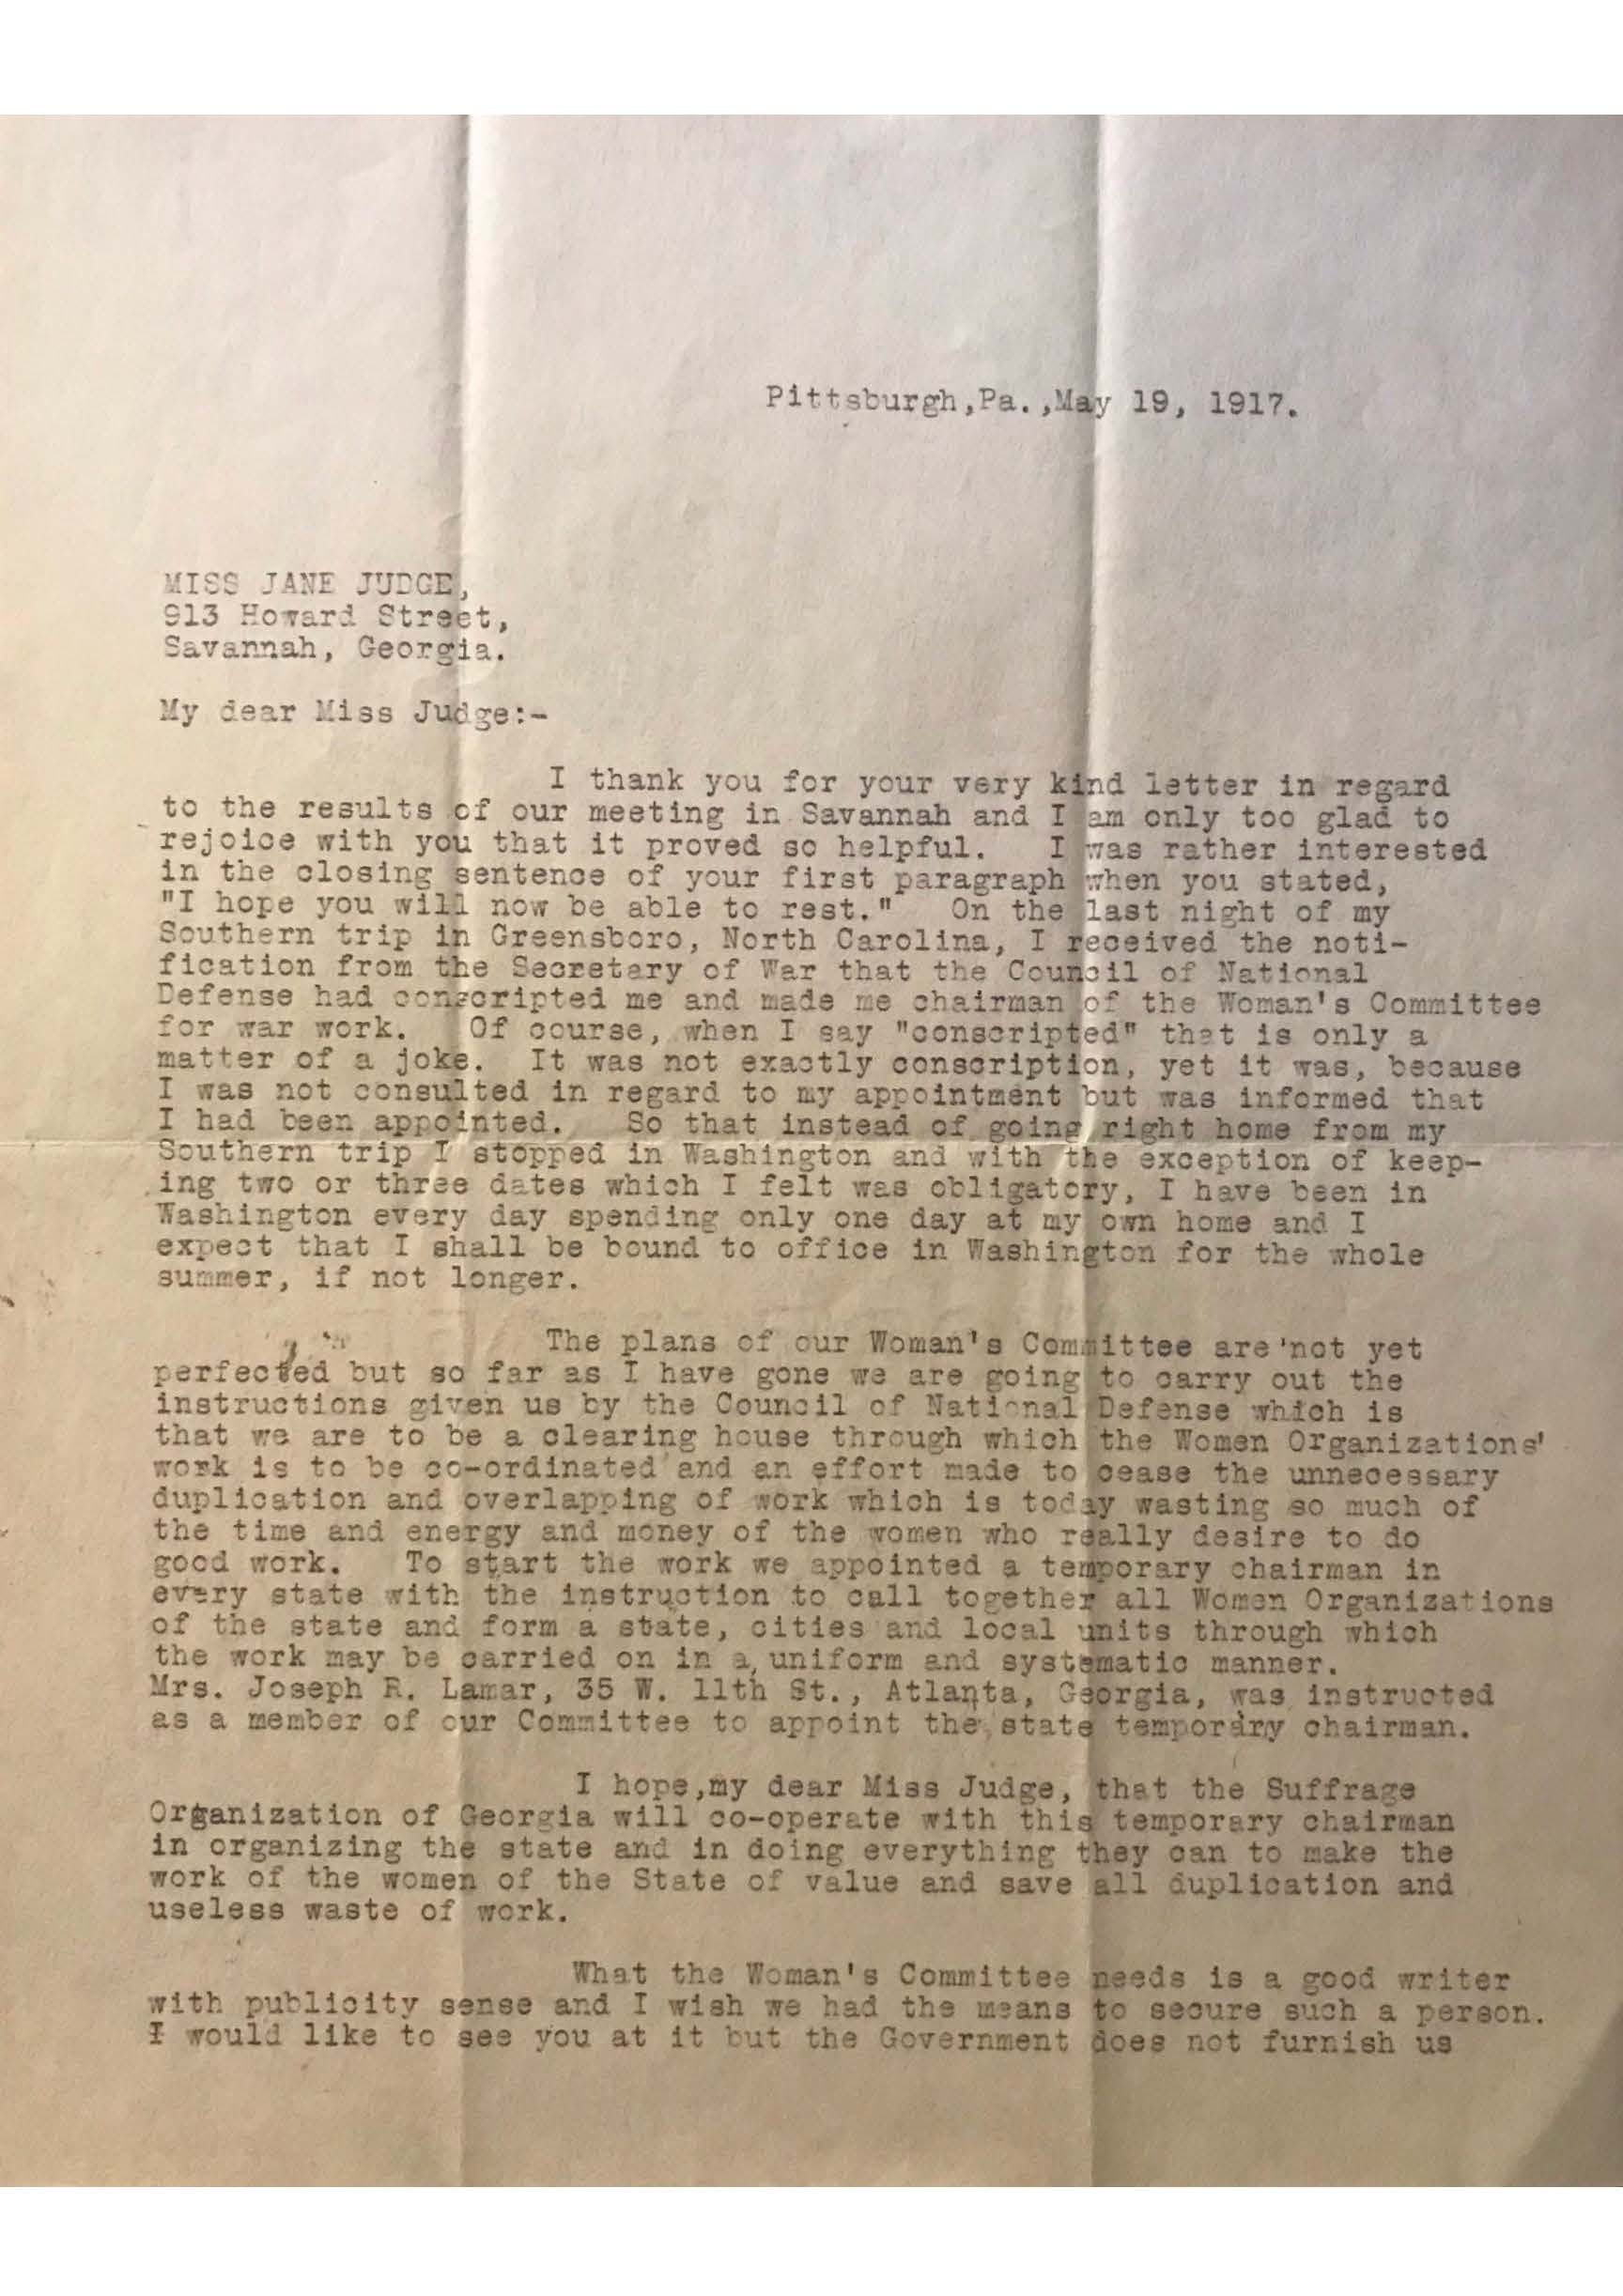 Pittsburgh,Pa.,May 19, 1917.
MISS JANE JUDGE,
913 Howard Street,
Savannah, Georgia.
My dear Miss Judge:-
I thank you for your very kind letter in regard
to the results of our meeting in Savannah and I am only too glad to
rejoice with you that it proved so helpful. I was rather interested
in the closing sentence of your first paragraph when you stated,
"I hope you will now be able to rest." On the last night of my
Southern trip in Greensboro, North Carolina, I received the noti-
fication from the Secretary of War that the Council of National
Defense had conscripted me and made me chairman of the Woman's Committee
for war work. Of course, when I say "conscripted" that is only a
matter of a joke. It was not exactly conscription, yet it was, because
I was not consulted in regard to my appointment but was informed that
I had been appointed. So that instead of going right home from my
Southern trip I stopped in Washington and with the exception of keep-
ing two or three dates which I felt was obligatory, I have been in
Washington every day spending only one day at my own home and I
expect that I shall be bound to office in Washington for the whole
summer, if not longer.
The plans of our Woman's Committee are not yet
perfected but so far as I have gone we are going to carry out the
instructions given us by the Council of National Defense which is
that we are to be a clearing house through which the Women Organizations'
work is to be co-ordinated and an effort made to cease the unnecessary
duplication and overlapping of work which is today wasting so much of
the time and energy and money of the women who really desire to do
good work. To start the work we appointed a temporary chairman in
every state with the instruction to call together all Women Organizations
of the state and form a state, cities and local units through which
the work may be carried on in a uniform and systematic manner.
Mrs. Joseph R. Lamar, 35 W. 11th St., Atlanta, Georgia, was instructed
as a member of our Committee to appoint the state temporary chairman.
I hope,my dear Miss Judge, that the Suffrage
Organization of Georgia will co-operate with this temporary chairman
in organizing the state and in doing everything they can to make the
work of the women of the State of value and save all duplication and
useless waste of work.
What the Woman's Committee needs is a good writer
with publicity sense and I wish we had the means to secure such a person.
I would like to see you at it but the Government does not furnish us